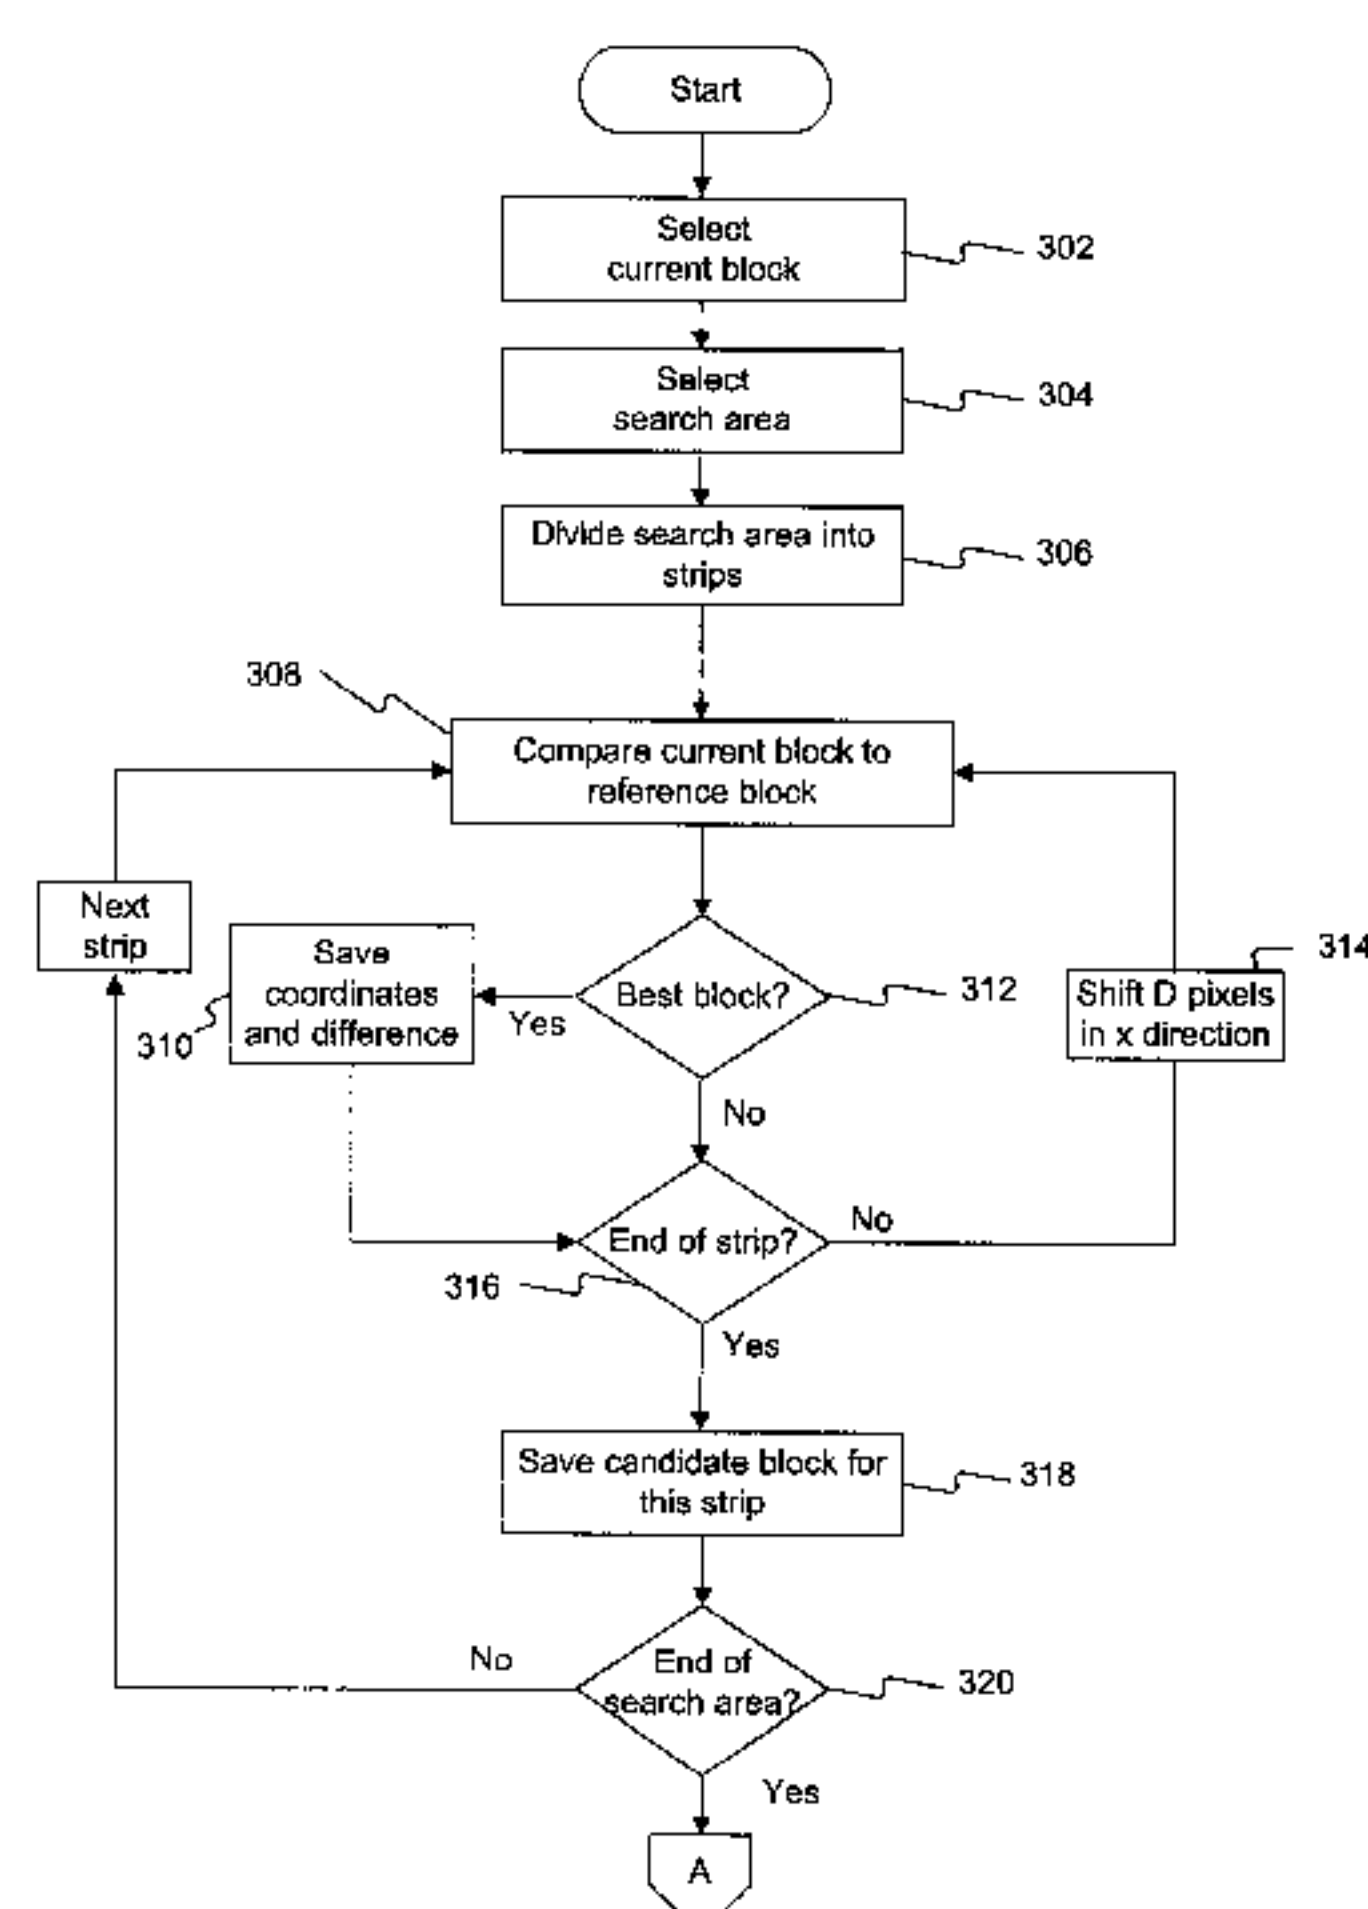 Start
Select
current block
302
Select
search area
304
Divide search area into
strips
306
308
Compare current block to
reference block
Next
strip
Save
coordinates
and difference
310
Yes
Best block?
312
314
Shift D pixels
in x direction
No
End of strip?
No
316
Yes
Save candidate block for
this strip
318
No
End of
search area?
320
Yes
A